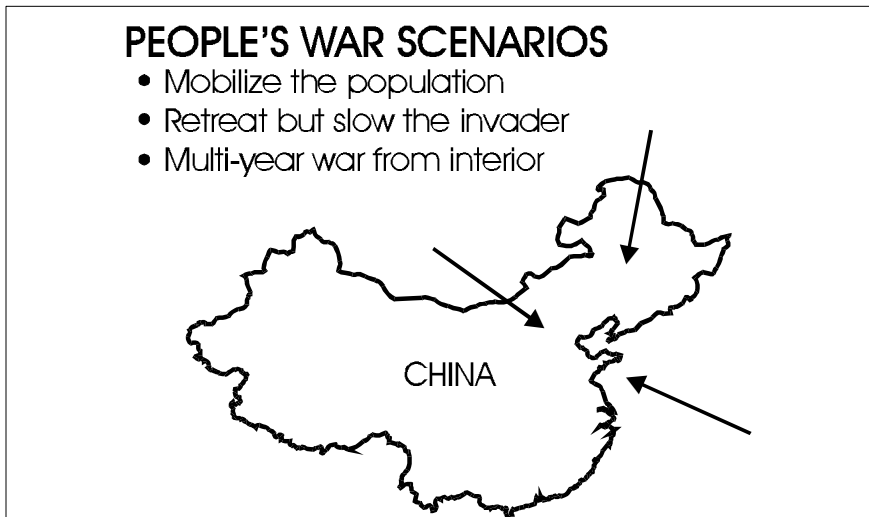 PEOPLE'S WAR SCENARIOS
• Mobilize the population
• Retreat but slow the invader
• Multi-year war from interior
CHINA